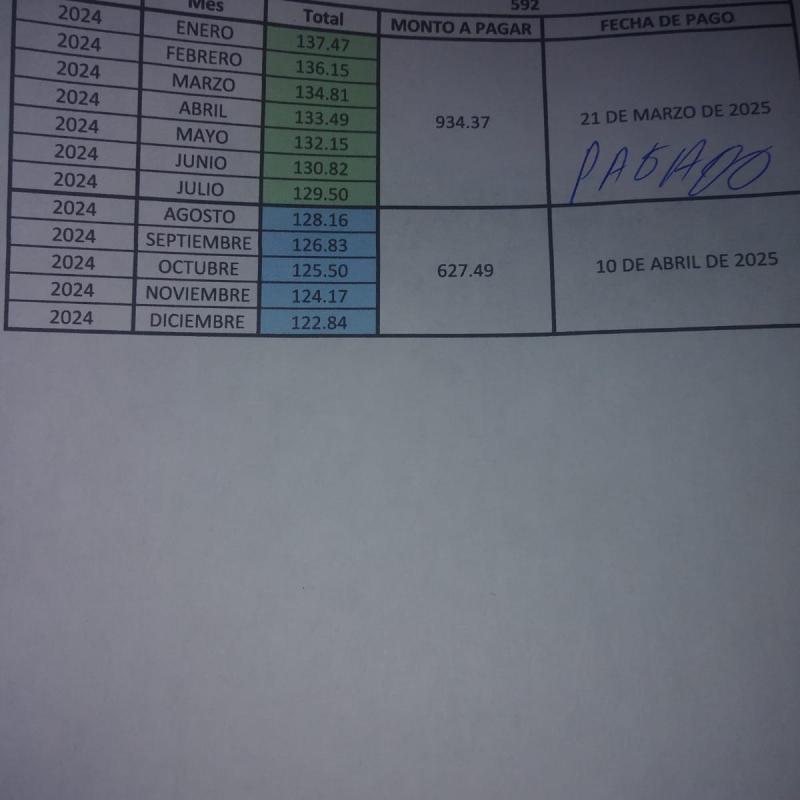 592
Mes Total MONTO A PAGAR FECHA DE PAGO
2024 ENERO 137.47
2024 FEBRERO 136.15
2024 MARZO 134.81
2024 ABRIL 133.49
2024 MAYO 132.15
2024 JUNIO 130.82
2024 JULIO 129.50
934.37
21 DE MARZO DE 2025
PAGADO
2024 AGOSTO 128.16
2024 SEPTIEMBRE 126.83
2024 OCTUBRE 125.50
2024 NOVIEMBRE 124.17
2024 DICIEMBRE 122.84
627.49
10 DE ABRIL DE 2025